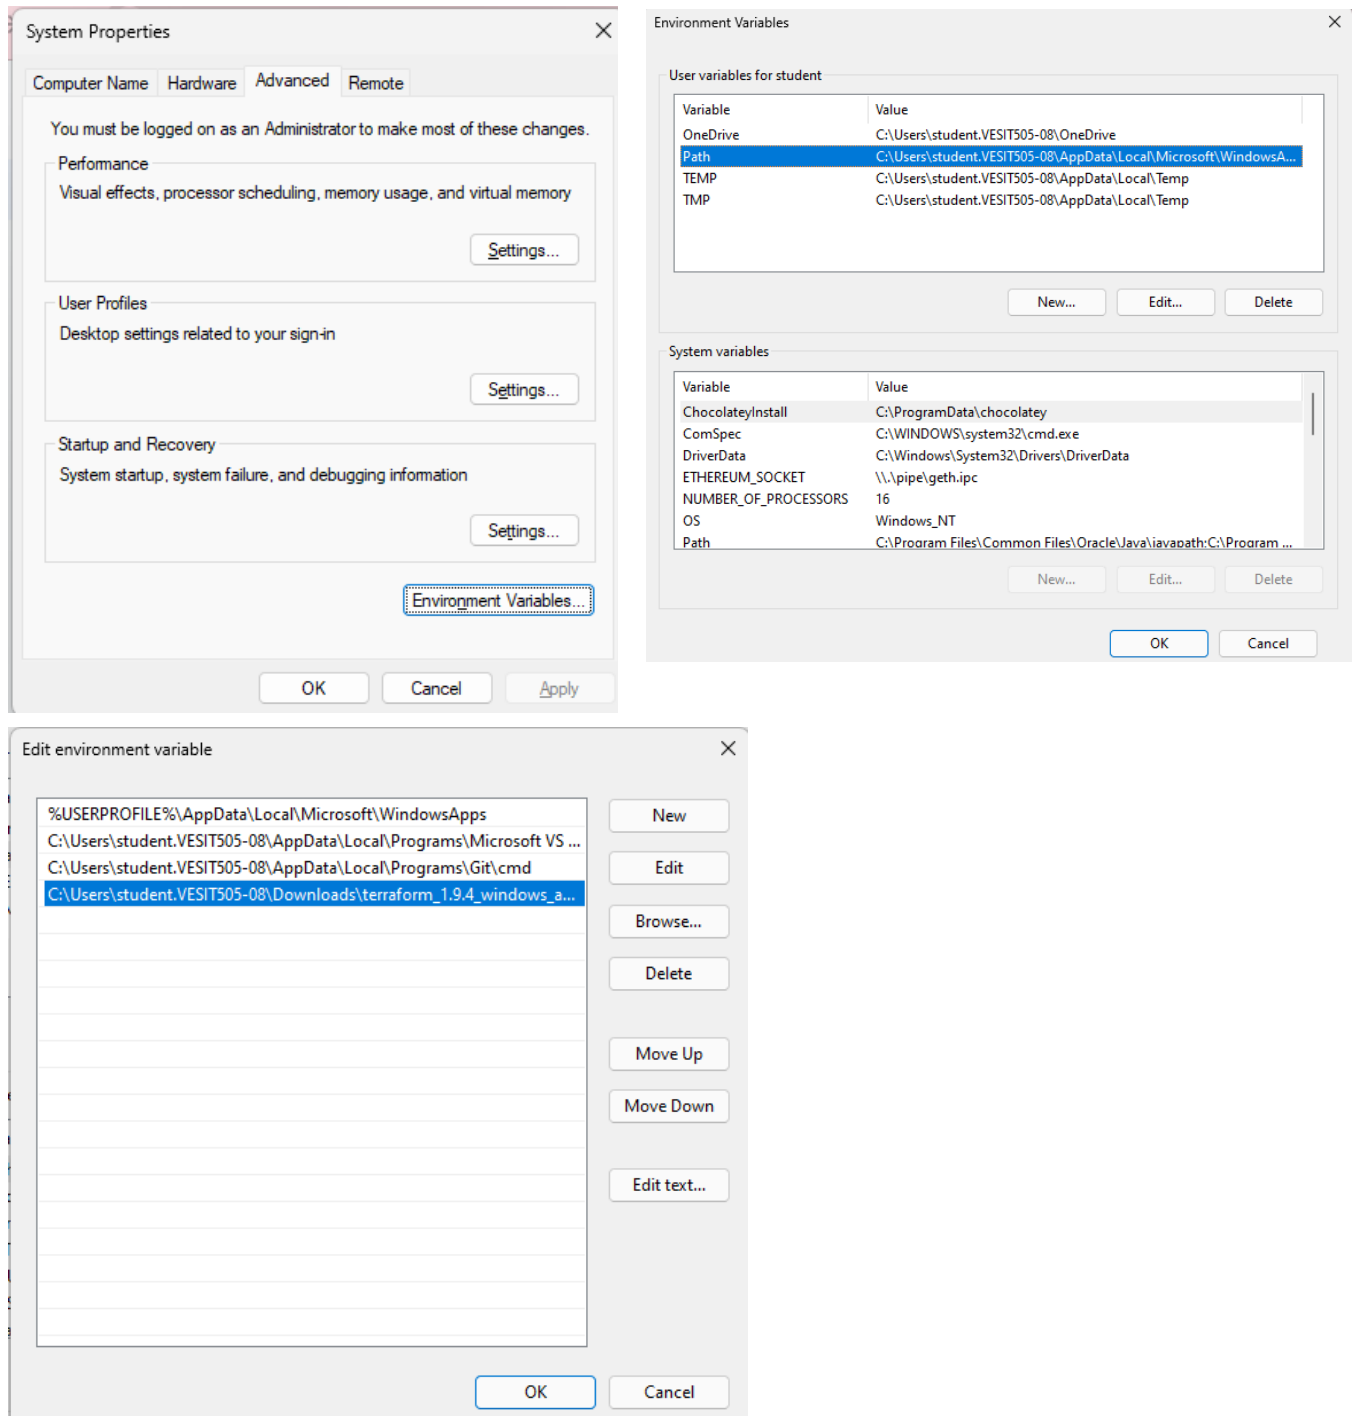 System Properties
Computer Name Hardware Advanced Remote
You must be logged on as an Administrator to make most of these changes.
Performance
Visual effects, processor scheduling, memory usage, and virtual memory
Settings...
User Profiles
Desktop settings related to your sign-in
Settings...
Startup and Recovery
System startup, system failure, and debugging information
Settings...
Environment Variables...
OK Cancel Apply
Environment Variables
User variables for student
Variable Value
OneDrive C:\Users\student.VESIT505-08\OneDrive
Path C:\Users\student.VESIT505-08\AppData\Local\Microsoft\WindowsA...
TEMP C:\Users\student.VESIT505-08\AppData\Local\Temp
TMP C:\Users\student.VESIT505-08\AppData\Local\Temp
New... Edit... Delete
System variables
Variable Value
ChocolateyInstall C:\ProgramData\chocolatey
ComSpec C:\WINDOWS\system32\cmd.exe
DriverData C:\Windows\System32\Drivers\DriverData
ETHEREUM_SOCKET \\.\pipe\geth.ipc
NUMBER_OF_PROCESSORS 16
OS Windows_NT
Path C:\Program Files\Common Files\Oracle\Java\javapath;C:\Program ...
New... Edit... Delete
OK Cancel
Edit environment variable
%USERPROFILE%\AppData\Local\Microsoft\WindowsApps
C:\Users\student.VESIT505-08\AppData\Local\Programs\Microsoft VS ...
C:\Users\student.VESIT505-08\AppData\Local\Programs\Git\cmd
C:\Users\student.VESIT505-08\Downloads\terraform_1.9.4_windows_a...
New
Edit
Browse...
Delete
Move Up
Move Down
Edit text...
OK Cancel